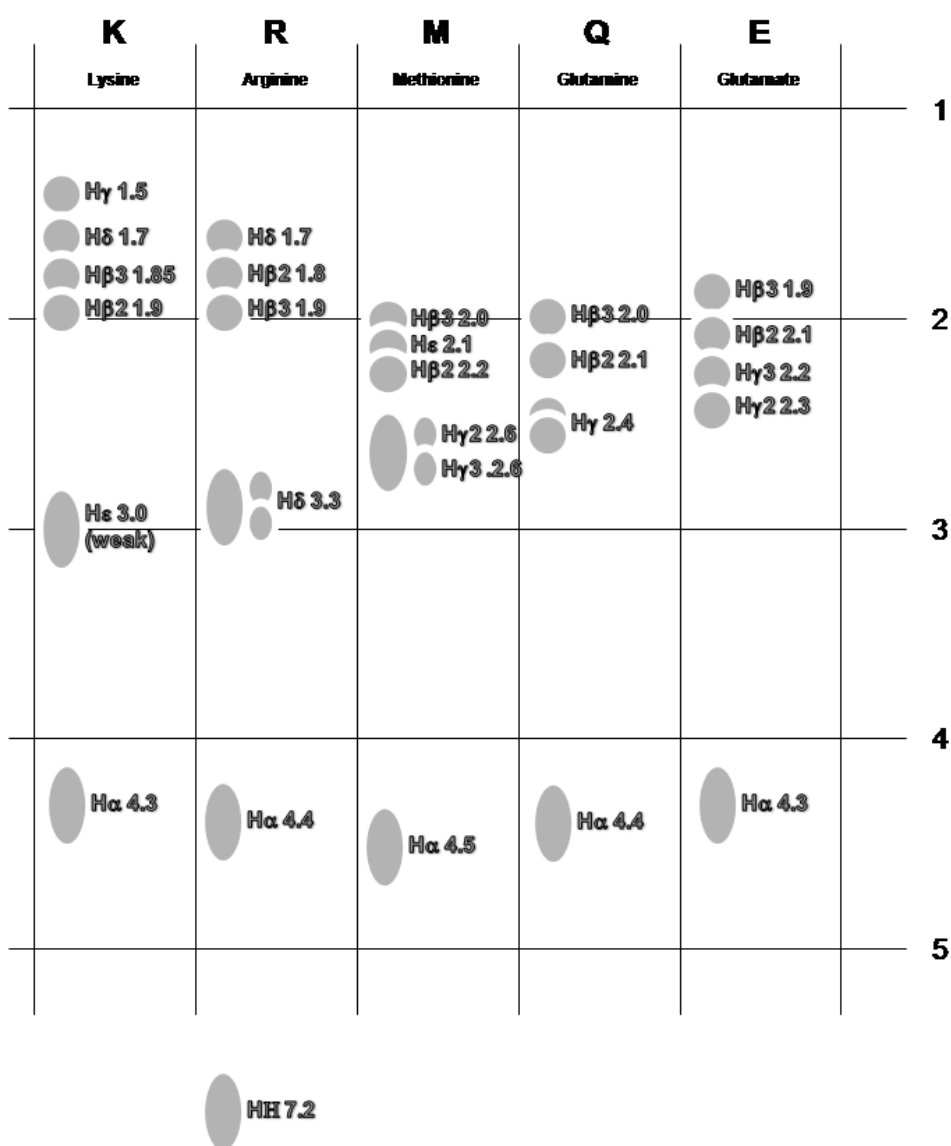 K R M Q E
Lysine Arginine Methionine Glutamine Glutamate
1
Hγ 1.5
Hδ 1.7 Hδ 1.7
Hβ3 1.85 Hβ2 1.8 Hβ3 1.9
Hβ2 1.9 Hβ3 1.9 Hβ3 2.0 Hβ3 2.0 2
Hε 2.1 Hβ2 2.1 Hβ2 2.1
Hβ2 2.2 Hγ3 2.2
Hγ 2.4 Hγ2 2.3
Hγ2 2.6
Hγ3 .2.6
Hδ 3.3
Hε 3.0
(weak) 3
4
Hα 4.3 Hα 4.4 Hα 4.5 Hα 4.4 Hα 4.3
5
HH 7.2